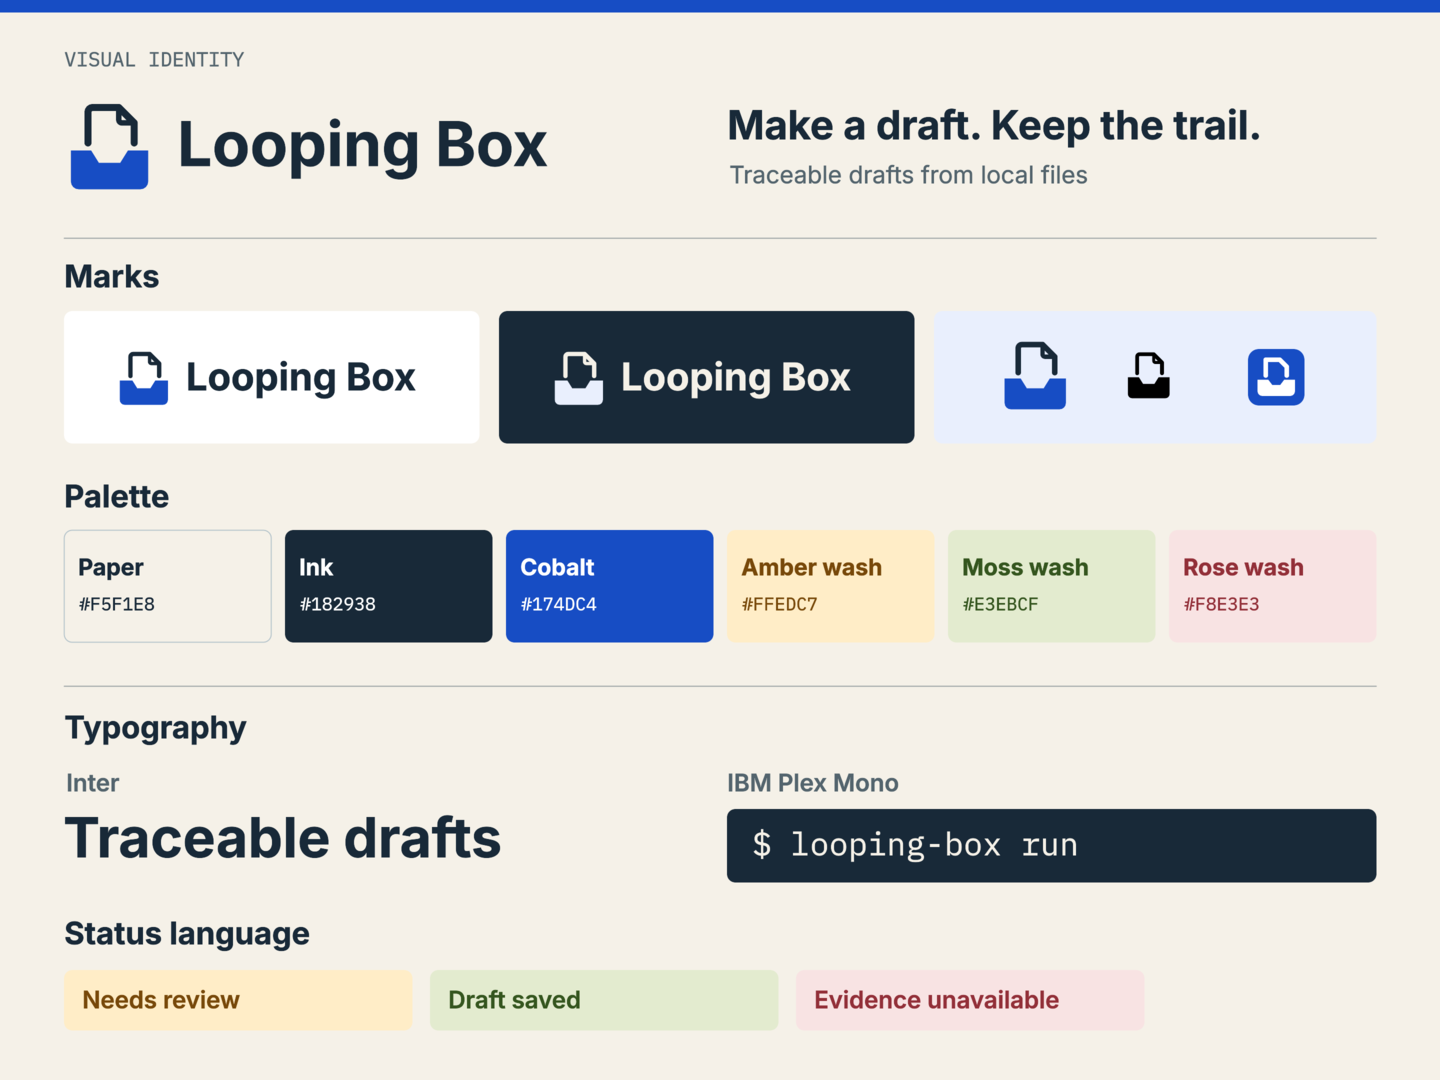 VISUAL IDENTITY
Looping Box
Make a draft. Keep the trail.
Traceable drafts from local files
Marks
Looping Box
Looping Box
Palette
Paper
#F5F1E8
Ink
#182938
Cobalt
#174DC4
Amber wash
#FFEDC7
Moss wash
#E3EBCF
Rose wash
#F8E3E3
Typography
Inter
Traceable drafts
IBM Plex Mono
$ looping-box run
Status language
Needs review
Draft saved
Evidence unavailable